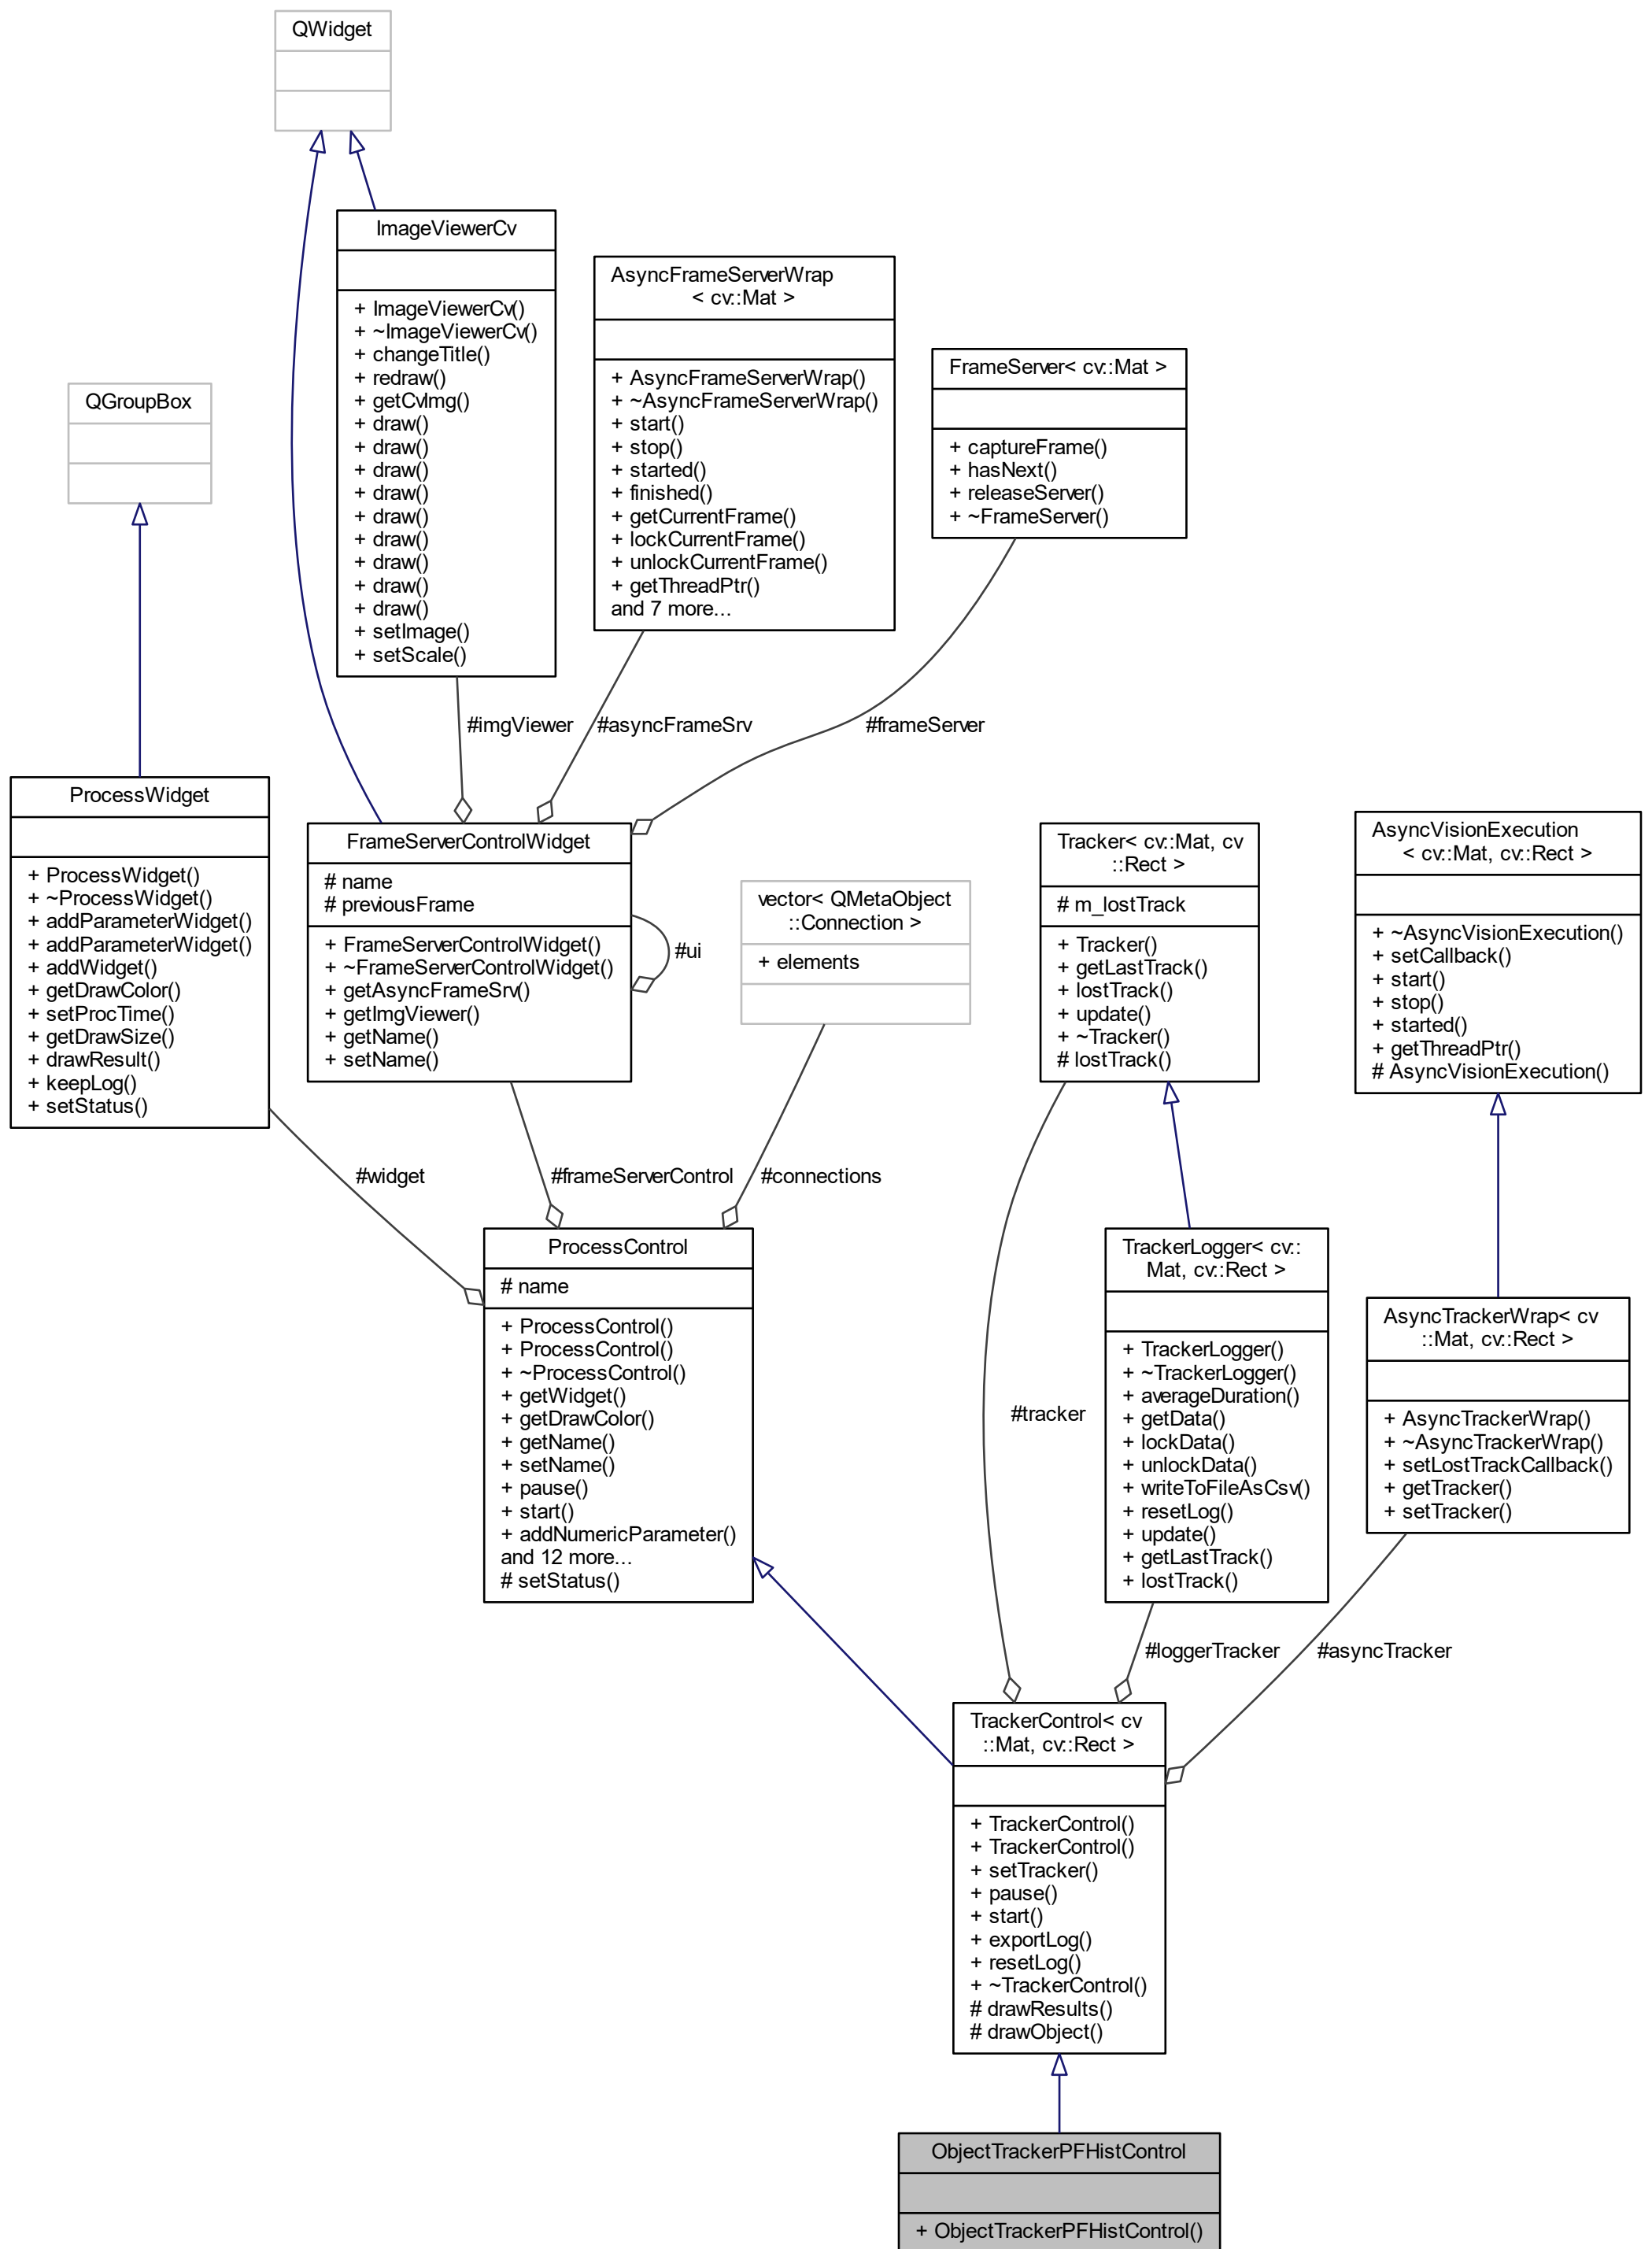 QWidget
ImageViewerCv
+ ImageViewerCv()
+ ~ImageViewerCv()
+ changeTitle()
+ redraw()
+ getCvImg()
+ draw()
+ draw()
+ draw()
+ draw()
+ draw()
+ draw()
+ draw()
+ draw()
+ draw()
+ setImage()
+ setScale()
AsyncFrameServerWrap
< cv::Mat >
+ AsyncFrameServerWrap()
+ ~AsyncFrameServerWrap()
+ start()
+ stop()
+ started()
+ finished()
+ getCurrentFrame()
+ lockCurrentFrame()
+ unlockCurrentFrame()
+ getThreadPtr()
and 7 more...
FrameServer< cv::Mat >
+ captureFrame()
+ hasNext()
+ releaseServer()
+ ~FrameServer()
QGroupBox
#imgViewer
#asyncFrameSrv
#frameServer
ProcessWidget
+ ProcessWidget()
+ ~ProcessWidget()
+ addParameterWidget()
+ addParameterWidget()
+ addWidget()
+ getDrawColor()
+ setProcTime()
+ getDrawSize()
+ drawResult()
+ keepLog()
+ setStatus()
FrameServerControlWidget
# name
# previousFrame
+ FrameServerControlWidget()
+ ~FrameServerControlWidget()
+ getAsyncFrameSrv()
+ getImgViewer()
+ getName()
+ setName()
#ui
vector< QMetaObject
::Connection >
+ elements
Tracker< cv::Mat, cv
::Rect >
# m_lostTrack
+ Tracker()
+ getLastTrack()
+ lostTrack()
+ update()
+ ~Tracker()
# lostTrack()
AsyncVisionExecution
< cv::Mat, cv::Rect >
+ ~AsyncVisionExecution()
+ setCallback()
+ start()
+ stop()
+ started()
+ getThreadPtr()
# AsyncVisionExecution()
#widget
#frameServerControl
#connections
ProcessControl
# name
+ ProcessControl()
+ ProcessControl()
+ ~ProcessControl()
+ getWidget()
+ getDrawColor()
+ getName()
+ setName()
+ pause()
+ start()
+ addNumericParameter()
and 12 more...
# setStatus()
#tracker
TrackerLogger< cv::
Mat, cv::Rect >
+ TrackerLogger()
+ ~TrackerLogger()
+ averageDuration()
+ getData()
+ lockData()
+ unlockData()
+ writeToFileAsCsv()
+ resetLog()
+ update()
+ getLastTrack()
+ lostTrack()
AsyncTrackerWrap< cv
::Mat, cv::Rect >
+ AsyncTrackerWrap()
+ ~AsyncTrackerWrap()
+ setLostTrackCallback()
+ getTracker()
+ setTracker()
#loggerTracker
#asyncTracker
TrackerControl< cv
::Mat, cv::Rect >
+ TrackerControl()
+ TrackerControl()
+ setTracker()
+ pause()
+ start()
+ exportLog()
+ resetLog()
+ ~TrackerControl()
# drawResults()
# drawObject()
ObjectTrackerPFHistControl
+ ObjectTrackerPFHistControl()